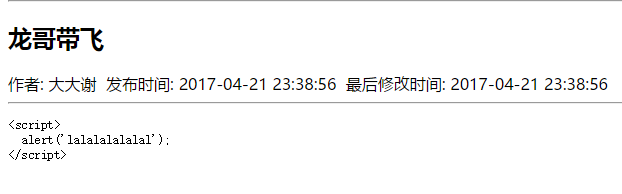 龙哥带飞
作者: 大大谢  发布时间: 2017-04-21 23:38:56  最后修改时间: 2017-04-21 23:38:56
<script>
  alert('lalalalalalal');
</script>